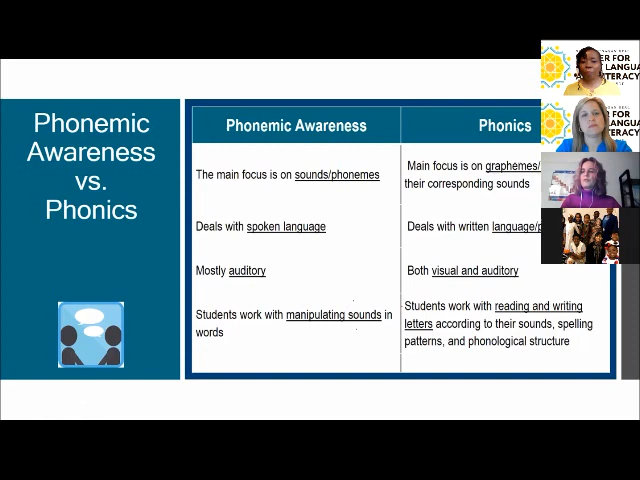 Phonemic
Awareness
vs.
Phonics
Phonemic Awareness
Phonics
The main focus is on sounds/phonemes
Main focus is on graphemes/
their corresponding sounds
Deals with spoken language
Deals with written language/
Mostly auditory
Both visual and auditory
Students work with manipulating sounds in
words
Students work with reading and writing
letters according to their sounds, spelling
patterns, and phonological structure